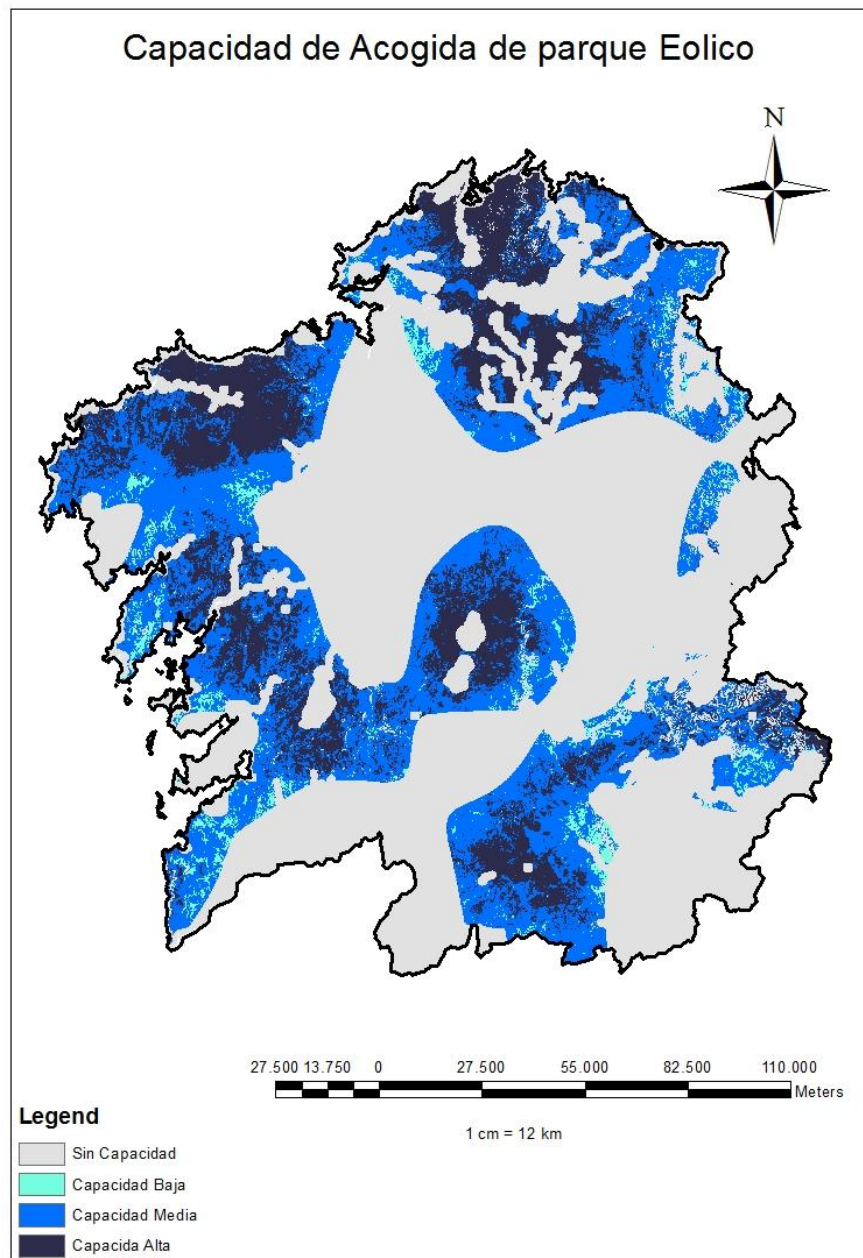 Capacidad de Acogida de parque Eolico
N
27.500 13.750 0 27.500 55.000 82.500 110.000
Meters
1 cm = 12 km
Legend
Sin Capacidad
Capacidad Baja
Capacidad Media
Capacida Alta